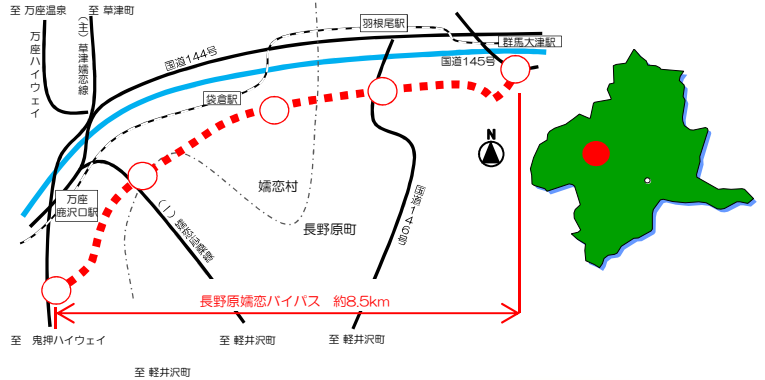 至 万座温泉
至 草津町
万座ハイウェイ
(主)草津嬬恋線
国道144号
羽根尾駅
群馬大津駅
国道145号
袋倉駅
N
万座
鹿沢口駅
嬬恋村
長野原町
国道146号
長野原嬬恋バイパス 約8.5km
至 鬼押ハイウェイ
至 軽井沢町
至 軽井沢町
至 軽井沢町